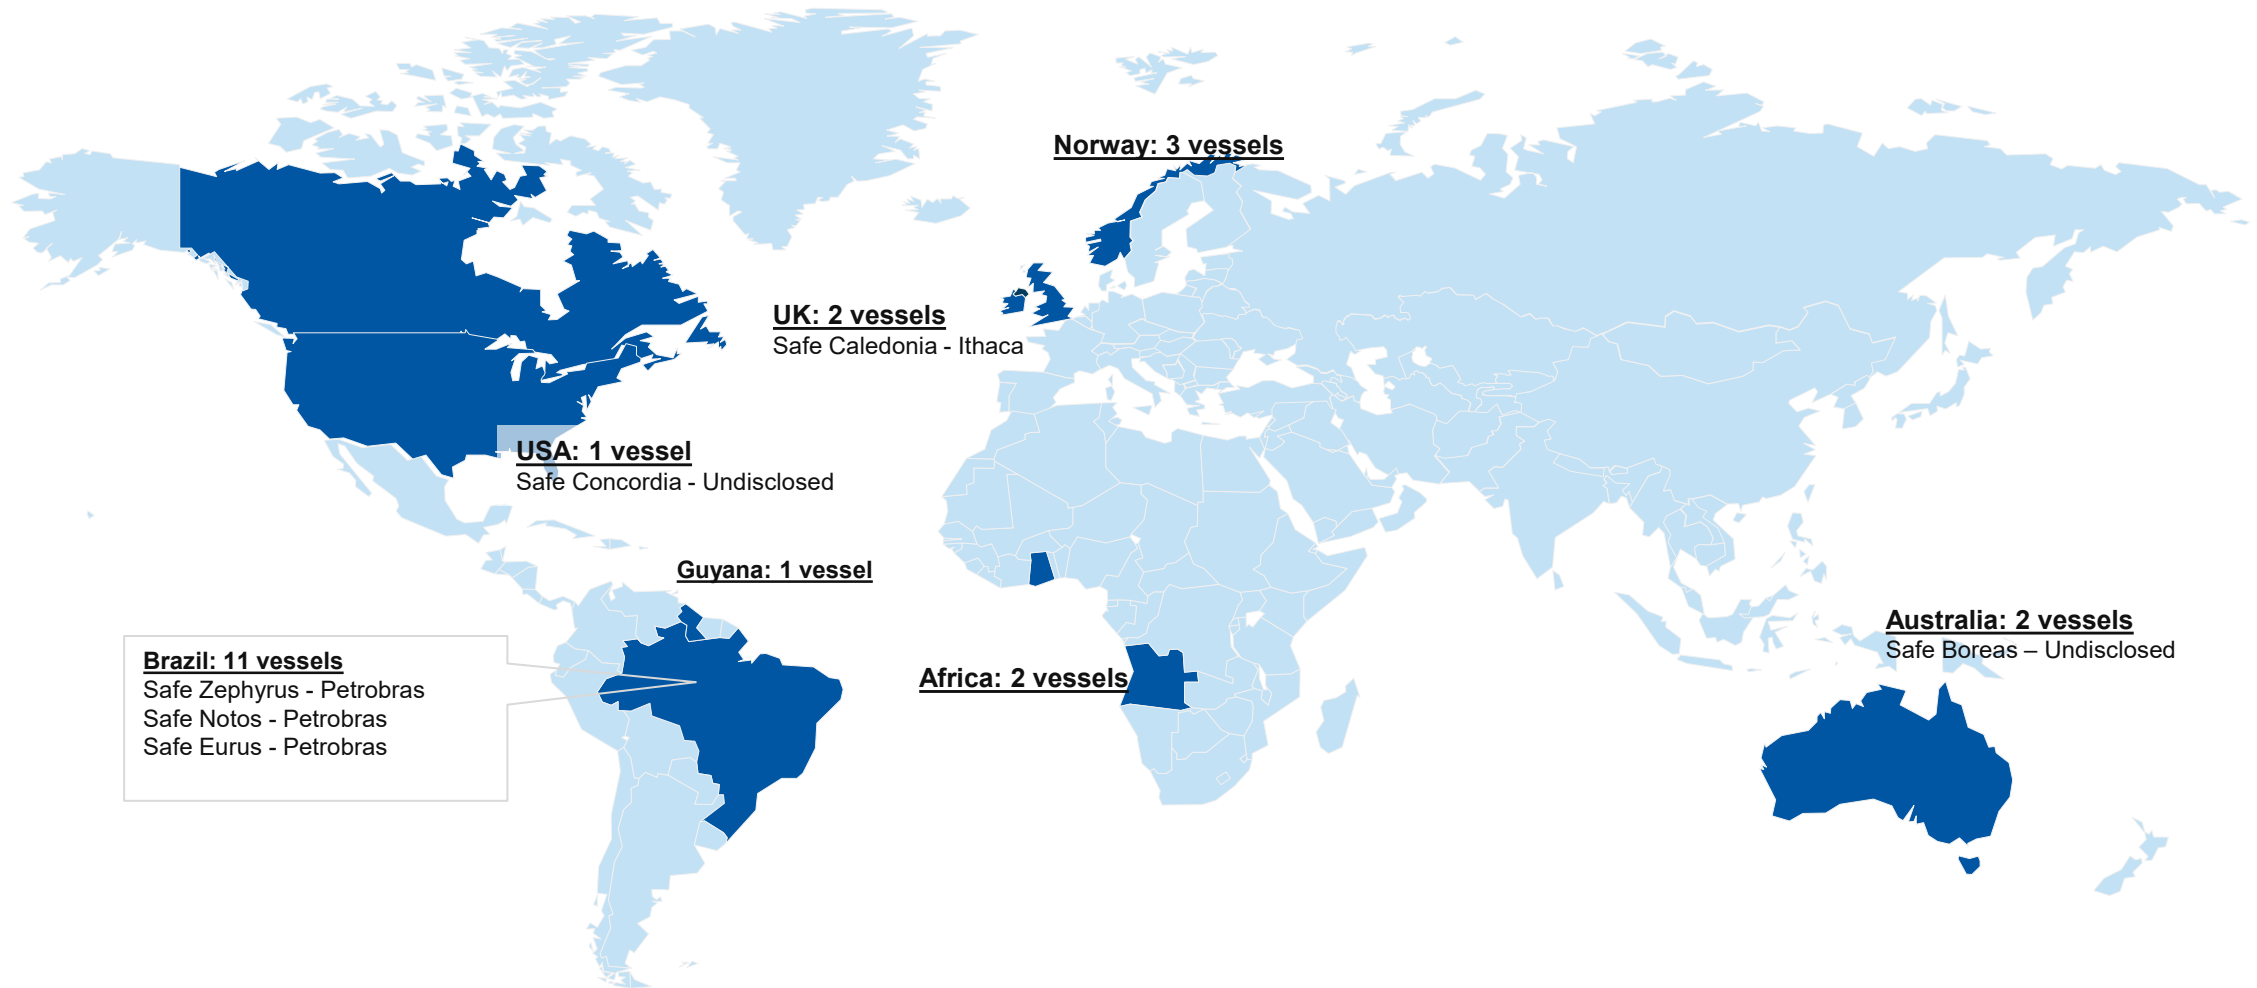 Norway: 3 vessels
UK: 2 vessels
Safe Caledonia - Ithaca
USA: 1 vessel
Safe Concordia - Undisclosed
Guyana: 1 vessel
Brazil: 11 vessels
Safe Zephyrus - Petrobras
Safe Notos - Petrobras
Safe Eurus - Petrobras
Africa: 2 vessels
Australia: 2 vessels
Safe Boreas – Undisclosed